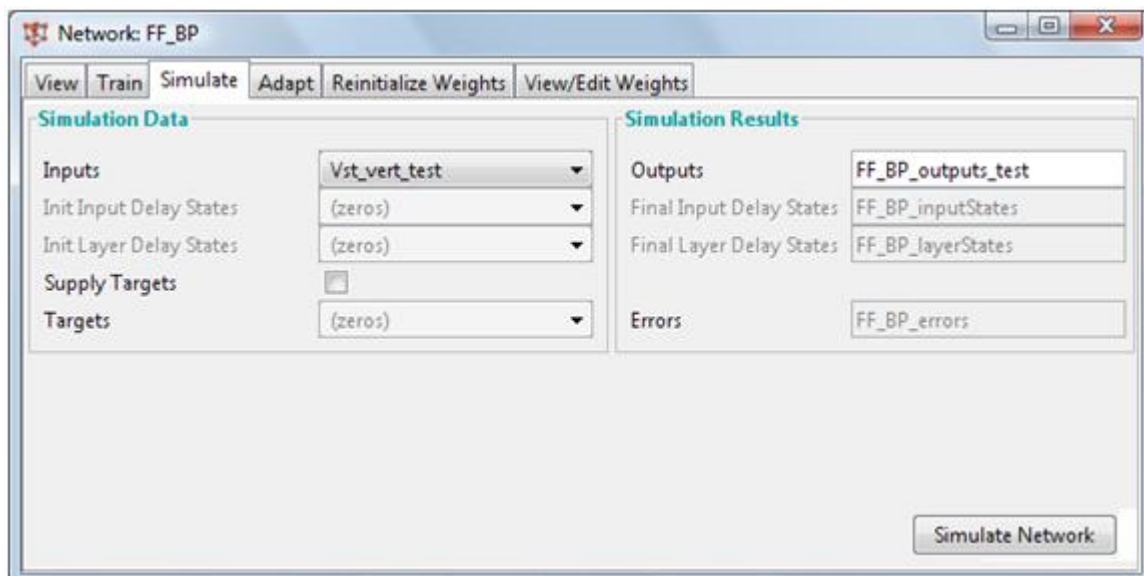 Network: FF_BP
View Train Simulate Adapt Reinitialize Weights View/Edit Weights
Simulation Data
Simulation Results
Inputs Vst_vert_test Outputs FF_BP_outputs_test
Init Input Delay States (zeros) Final Input Delay States FF_BP_inputStates
Init Layer Delay States (zeros) Final Layer Delay States FF_BP_layerStates
Supply Targets
Targets (zeros) Errors FF_BP_errors
Simulate Network